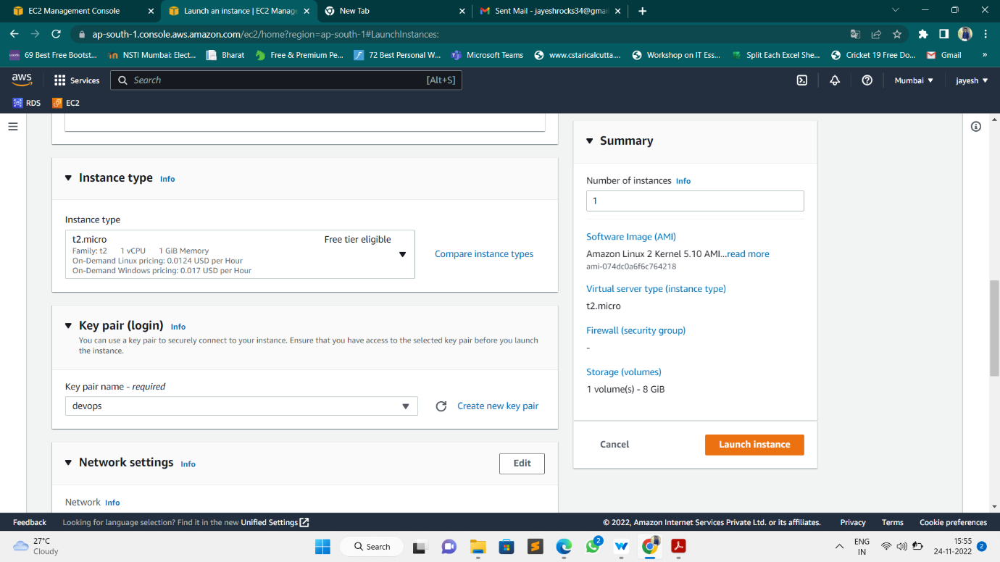 EC2 Management Console
Launch an instance | EC2 Manage
New Tab
Sent Mail - jayeshrocks34@gmai
ap-south-1.console.aws.amazon.com/ec2/home?region=ap-south-1#LaunchInstances:
69 Best Free Bootst...
NSTI Mumbai: Elect...
Bharat
Free & Premium Pe...
72 Best Personal W...
Microsoft Teams
www.cstaricalcutta....
Workshop on IT Ess...
Split Each Excel She...
Cricket 19 Free Do...
Gmail
»
aws
Services
Search
[Alt+S]
Mumbai
jayesh
RDS
EC2
Instance type Info
Instance type
t2.micro
Free tier eligible
Family: t2 1 vCPU 1 GiB Memory
On-Demand Linux pricing: 0.0124 USD per Hour
On-Demand Windows pricing: 0.017 USD per Hour
Compare instance types
Key pair (login) Info
You can use a key pair to securely connect to your instance. Ensure that you have access to the selected key pair before you launch
the instance.
Key pair name - required
devops
Create new key pair
Network settings Info
Edit
Network Info
Summary
Number of instances Info
1
Software Image (AMI)
Amazon Linux 2 Kernel 5.10 AMI...read more
ami-074dc0a6f6c764218
Virtual server type (instance type)
t2.micro
Firewall (security group)
-
Storage (volumes)
1 volume(s) - 8 GiB
Cancel
Launch instance
Feedback
Looking for language selection? Find it in the new Unified Settings
© 2022, Amazon Internet Services Private Ltd. or its affiliates.
Privacy
Terms
Cookie preferences
27°C
Cloudy
Search
2
ENG
IN
15:55
24-11-2022
2